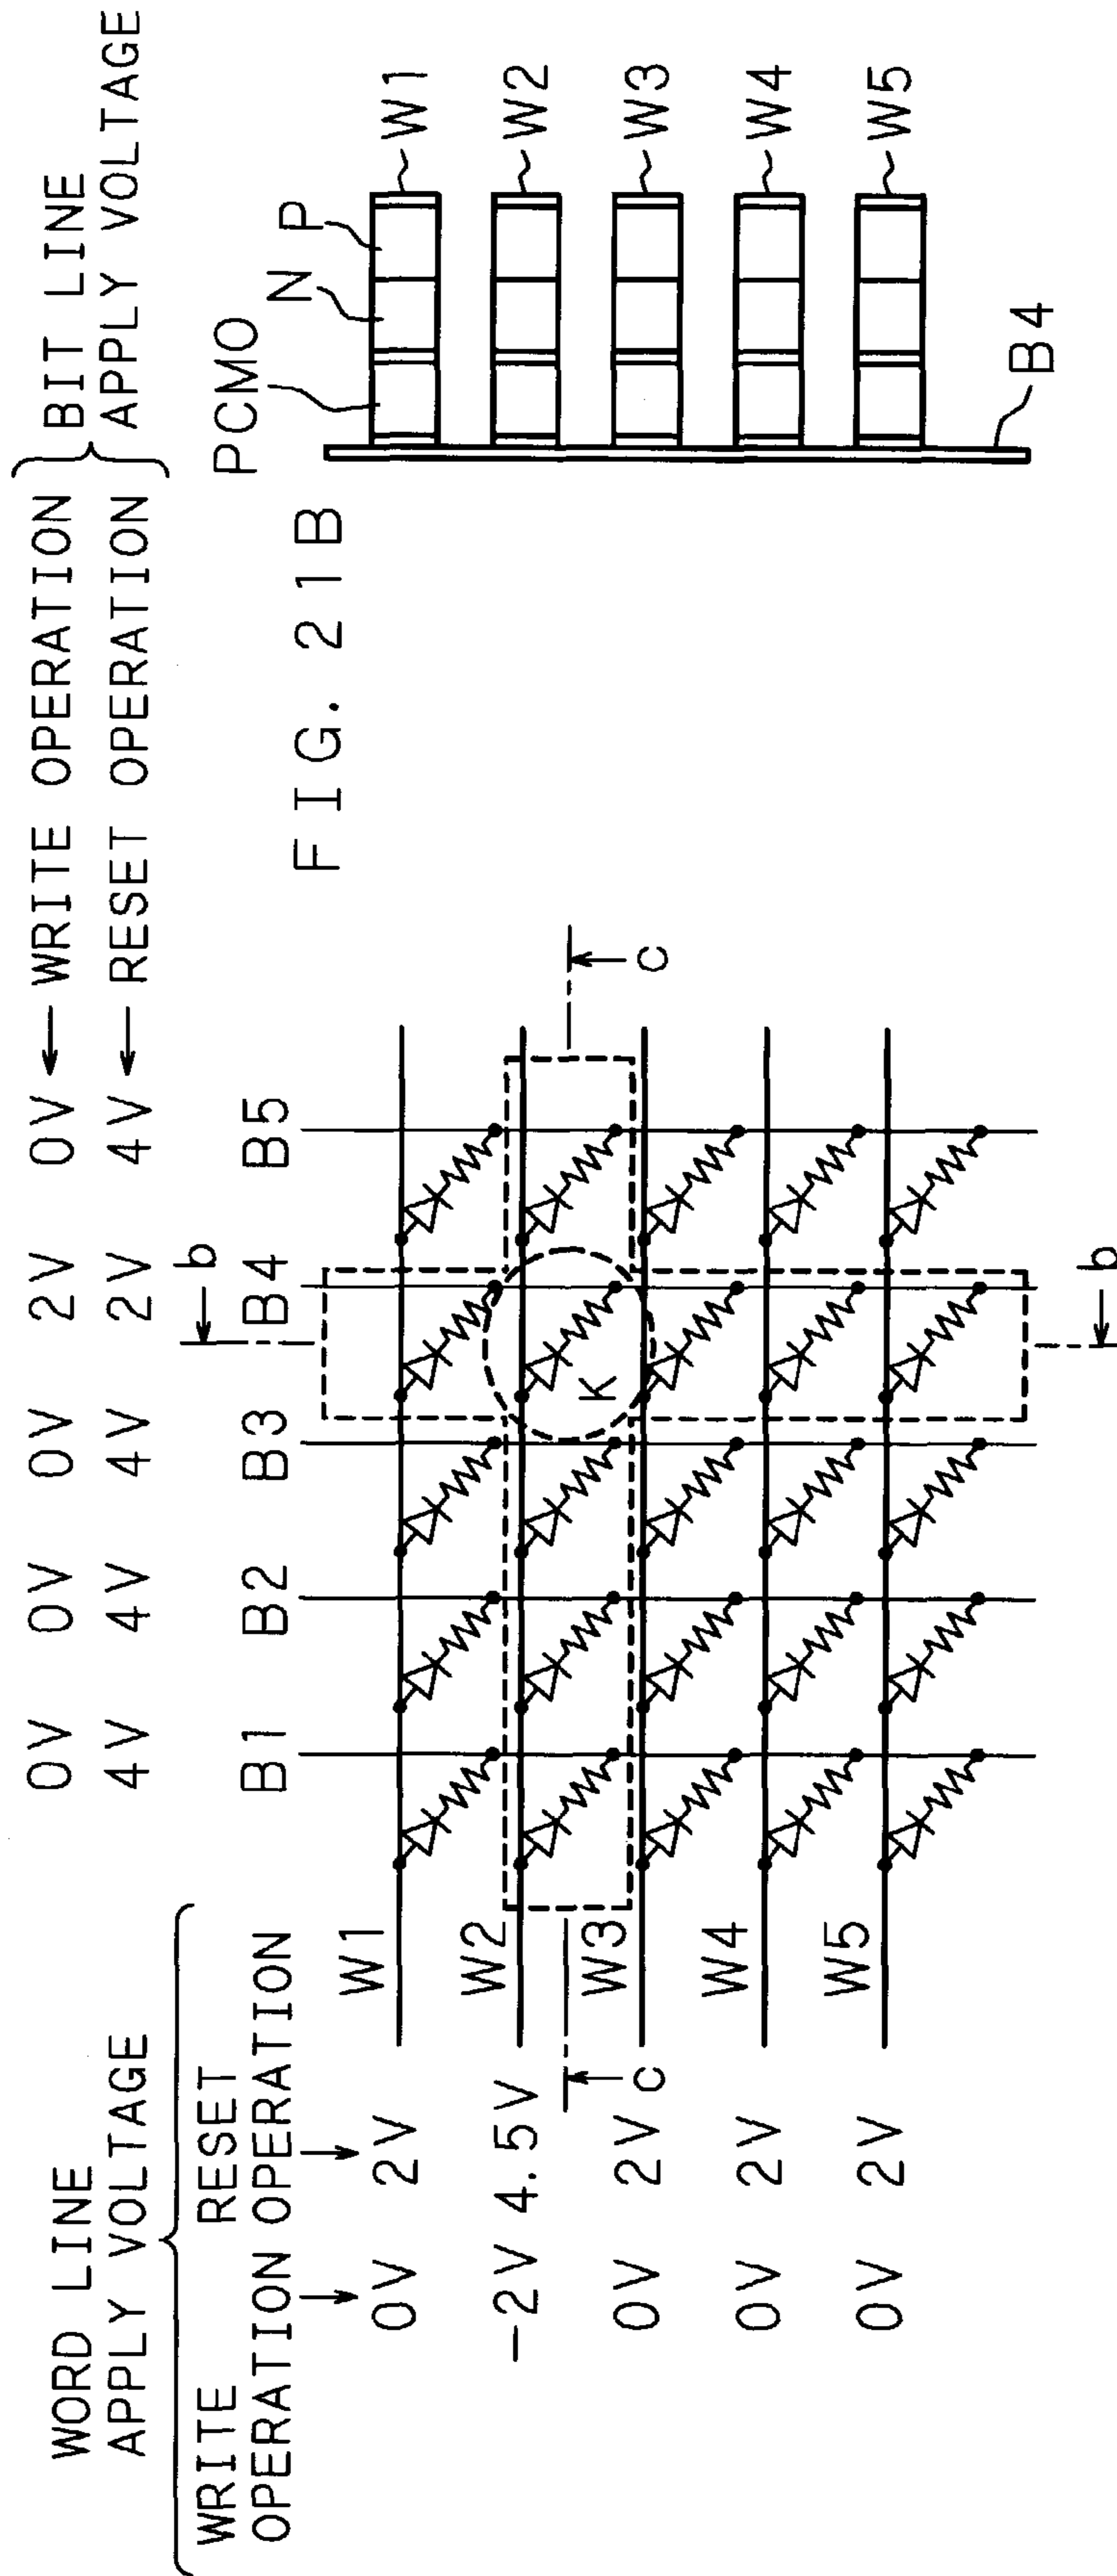 WORD LINE
APPLY VOLTAGE
WRITE RESET
OPERATION OPERATION
0V 0V 0V 2V 0V ← WRITE OPERATION
4V 4V 4V 2V 4V ← RESET OPERATION
BIT LINE
APPLY VOLTAGE
B1 B2 B3 B4 B5
b
0V 2V W1
-2V 4.5V W2
0V 2V W3
0V 2V W4
0V 2V W5
c
c
K
b
FIG. 21B
PCMO N P
W1
W2
W3
W4
W5
B4